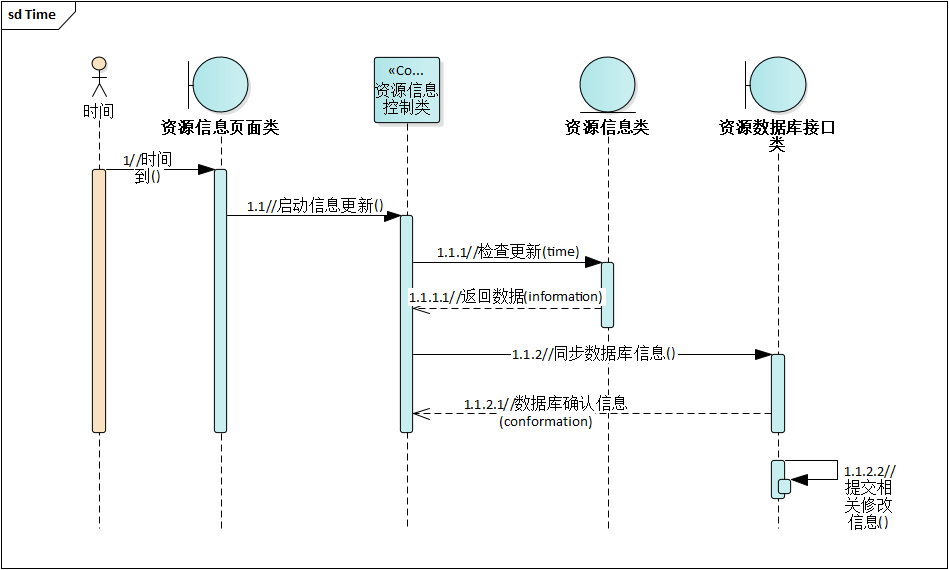 sd Time
时间
资源信息页面类
«Co...
资源信息
控制类
资源信息类
资源数据库接口
类
1//时间
到()
1.1//启动信息更新()
1.1.1//检查更新(time)
1.1.1.1//返回数据(information)
1.1.2//同步数据库信息()
1.1.2.1//数据库确认信息
(conformation)
1.1.2.2//
提交相
关修改
信息()